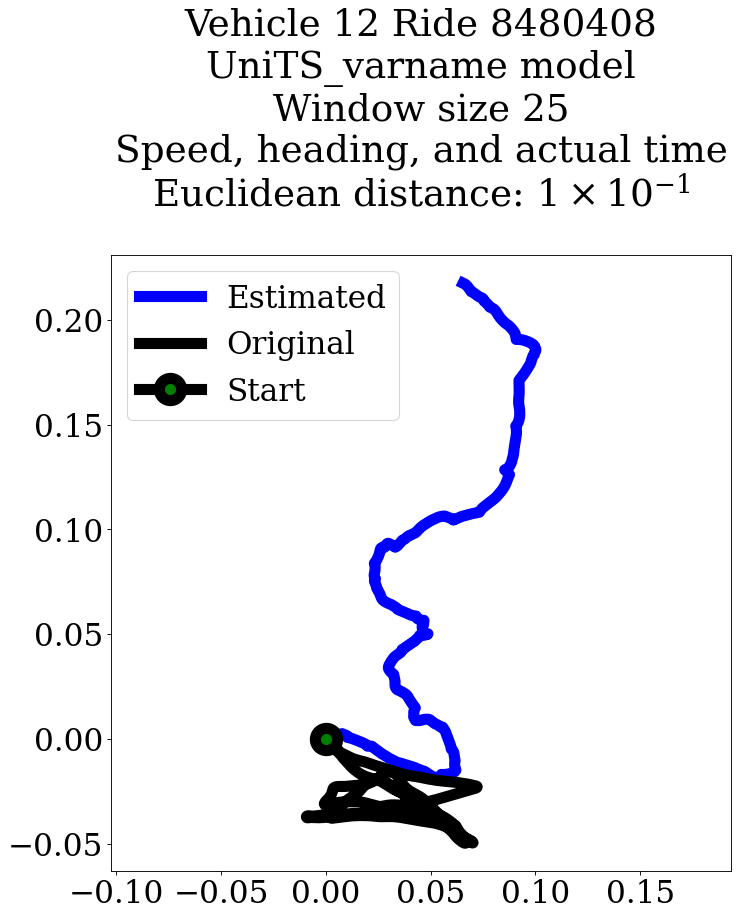 Vehicle 12 Ride 8480408
UniTS_varname model
Window size 25
Speed, heading, and actual time
Euclidean distance: 1 × 10⁻¹
Estimated
Original
Start
0.20
0.15
0.10
0.05
0.00
−0.05
−0.10 −0.05 0.00 0.05 0.10 0.15